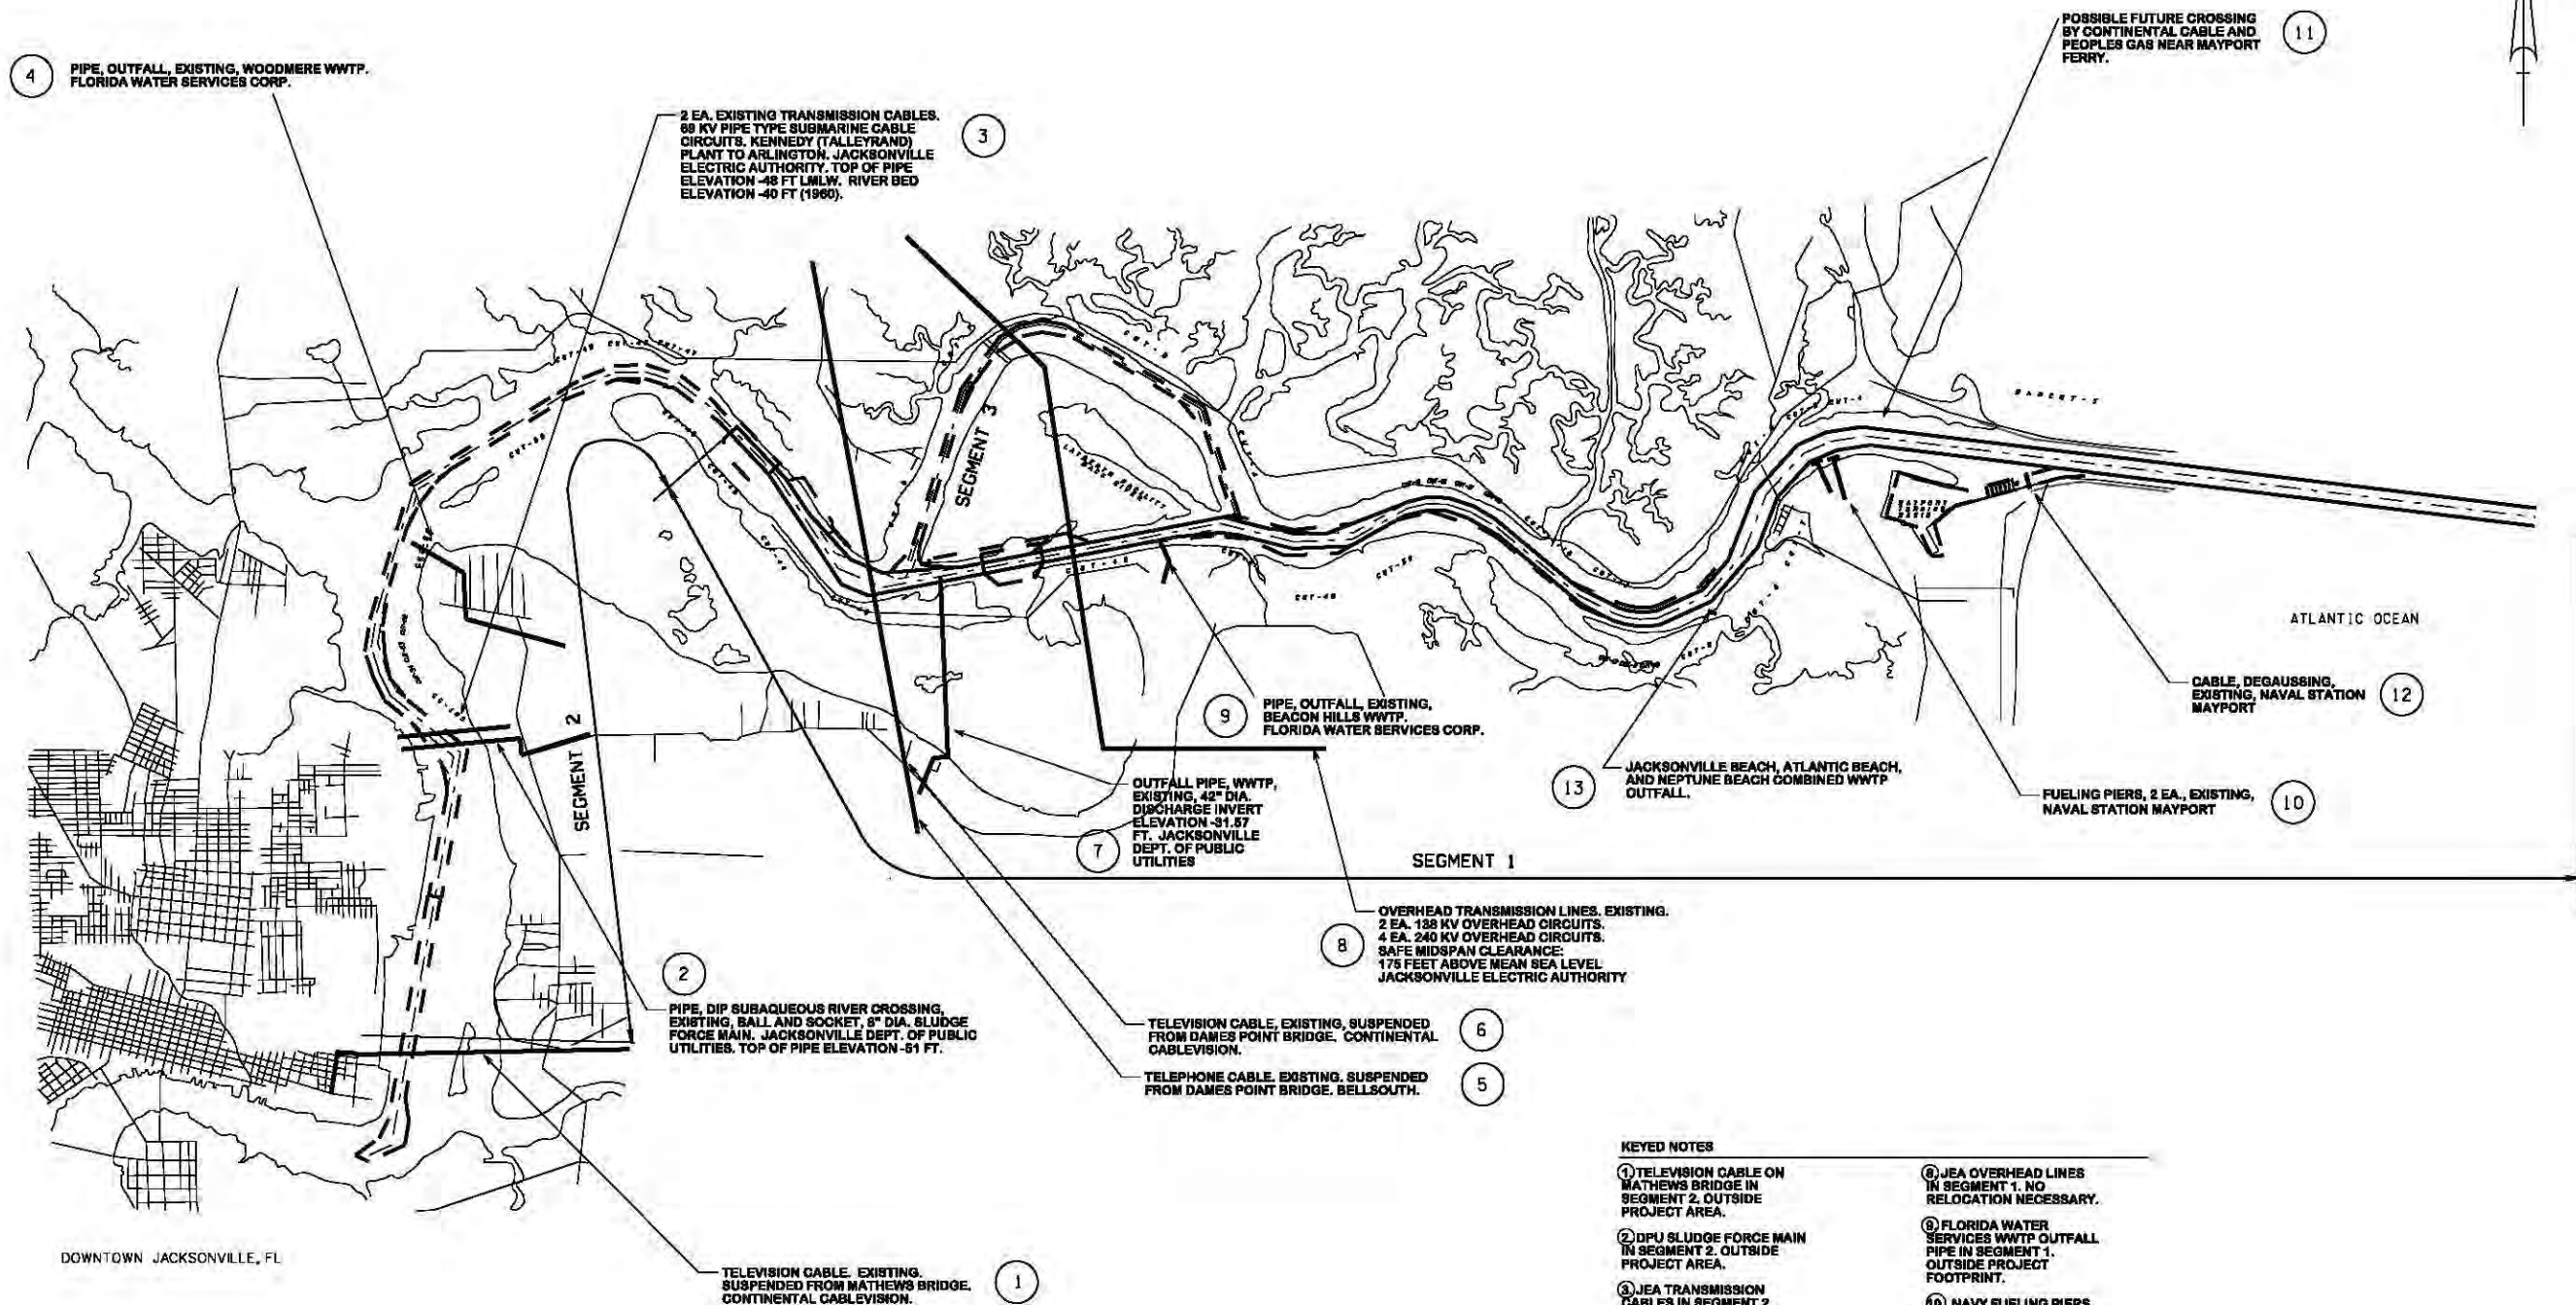 4
PIPE, OUTFALL, EXISTING, WOODMERE WWTP.
FLORIDA WATER SERVICES CORP.
2 EA. EXISTING TRANSMISSION CABLES.
69 KV PIPE TYPE SUBMARINE CABLE
CIRCUITS. KENNEDY (TALLEYRAND)
PLANT TO ARLINGTON. JACKSONVILLE
ELECTRIC AUTHORITY. TOP OF PIPE
ELEVATION -48 FT LMLW. RIVER BED
ELEVATION -40 FT (1960).
3
POSSIBLE FUTURE CROSSING
BY CONTINENTAL CABLE AND
PEOPLES GAS NEAR MAYPORT
FERRY.
11
SEGMENT 3
SEGMENT 2
ATLANTIC OCEAN
CABLE, DEGAUSSING,
EXISTING, NAVAL STATION
MAYPORT
12
9
PIPE, OUTFALL, EXISTING,
BEACON HILLS WWTP.
FLORIDA WATER SERVICES CORP.
13
JACKSONVILLE BEACH, ATLANTIC BEACH,
AND NEPTUNE BEACH COMBINED WWTP
OUTFALL.
FUELING PIERS, 2 EA., EXISTING,
NAVAL STATION MAYPORT
10
OUTFALL PIPE, WWTP,
EXISTING, 42" DIA.
DISCHARGE INVERT
ELEVATION -31.57
FT. JACKSONVILLE
DEPT. OF PUBLIC
UTILITIES
7
SEGMENT 1
8
OVERHEAD TRANSMISSION LINES. EXISTING.
2 EA. 138 KV OVERHEAD CIRCUITS.
4 EA. 240 KV OVERHEAD CIRCUITS.
SAFE MIDSPAN CLEARANCE:
175 FEET ABOVE MEAN SEA LEVEL
JACKSONVILLE ELECTRIC AUTHORITY
2
PIPE, DIP SUBAQUEOUS RIVER CROSSING,
EXISTING, BALL AND SOCKET, 8" DIA. SLUDGE
FORCE MAIN. JACKSONVILLE DEPT. OF PUBLIC
UTILITIES. TOP OF PIPE ELEVATION -51 FT.
TELEVISION CABLE, EXISTING, SUSPENDED
FROM DAMES POINT BRIDGE. CONTINENTAL
CABLEVISION.
6
TELEPHONE CABLE. EXISTING. SUSPENDED
FROM DAMES POINT BRIDGE. BELLSOUTH.
5
DOWNTOWN JACKSONVILLE, FL
TELEVISION CABLE. EXISTING.
SUSPENDED FROM MATHEWS BRIDGE.
CONTINENTAL CABLEVISION.
1
KEYED NOTES
1 TELEVISION CABLE ON
MATHEWS BRIDGE IN
SEGMENT 2. OUTSIDE
PROJECT AREA.
2 DPU SLUDGE FORCE MAIN
IN SEGMENT 2. OUTSIDE
PROJECT AREA.
3 JEA TRANSMISSION
CABLES IN SEGMENT 2.
8 JEA OVERHEAD LINES
IN SEGMENT 1. NO
RELOCATION NECESSARY.
9 FLORIDA WATER
SERVICES WWTP OUTFALL
PIPE IN SEGMENT 1.
OUTSIDE PROJECT
FOOTPRINT.
10 NAVY FUELING PIERS